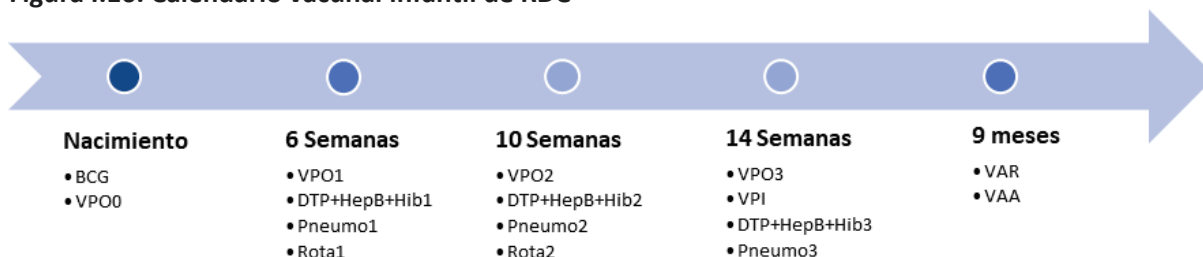 Nacimiento
• BCG
• VPO0
6 Semanas
• VPO1
• DTP+HepB+Hib1
• Pneumo1
• Rota1
10 Semanas
• VPO2
• DTP+HepB+Hib2
• Pneumo2
• Rota2
14 Semanas
• VPO3
• VPI
• DTP+HepB+Hib3
• Pneumo3
9 meses
• VAR
• VAA